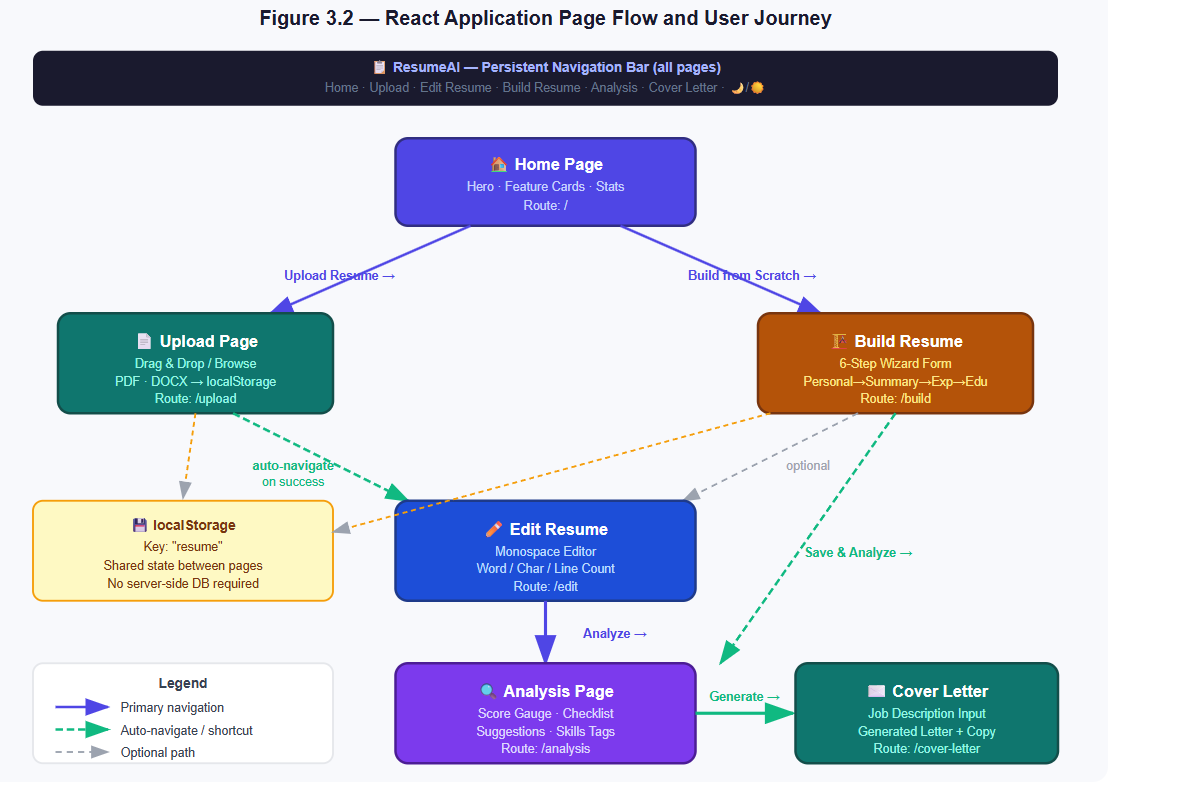 Figure 3.2 — React Application Page Flow and User Journey
📋 ResumeAI — Persistent Navigation Bar (all pages)
Home · Upload · Edit Resume · Build Resume · Analysis · Cover Letter · 🌙/☀️
🏠 Home Page
Hero · Feature Cards · Stats
Route: /
Upload Resume →
Build from Scratch →
📄 Upload Page
Drag & Drop / Browse
PDF · DOCX → localStorage
Route: /upload
🏗️ Build Resume
6-Step Wizard Form
Personal→Summary→Exp→Edu
Route: /build
auto-navigate
on success
optional
💾 localStorage
Key: "resume"
Shared state between pages
No server-side DB required
✏️ Edit Resume
Monospace Editor
Word / Char / Line Count
Route: /edit
Save & Analyze →
Analyze →
Legend
Primary navigation
Auto-navigate / shortcut
Optional path
🔍 Analysis Page
Score Gauge · Checklist
Suggestions · Skills Tags
Route: /analysis
Generate →
✉️ Cover Letter
Job Description Input
Generated Letter + Copy
Route: /cover-letter